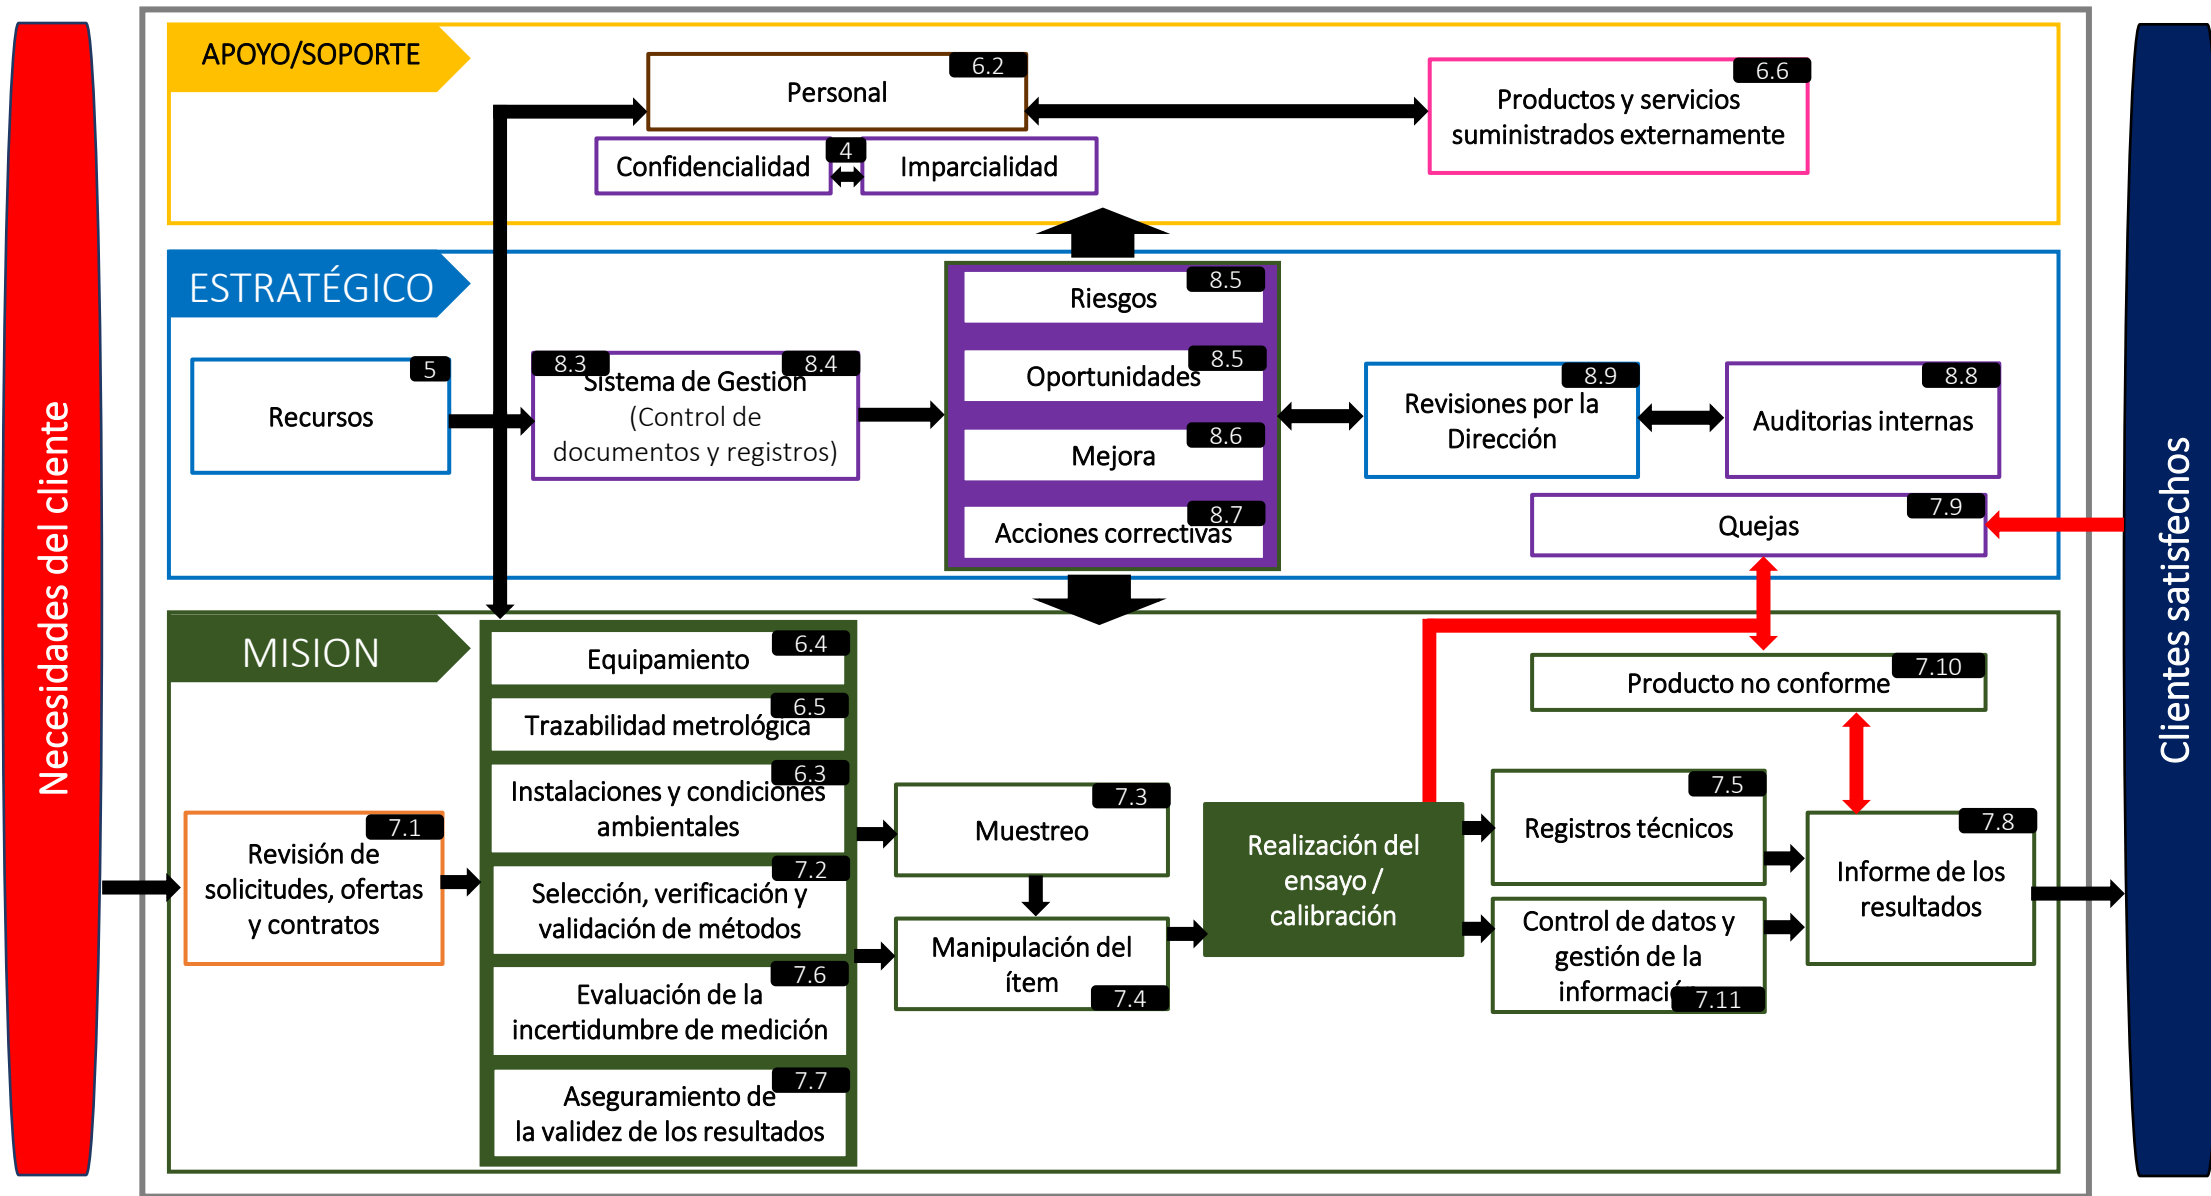 Necesidades del cliente
APOYO/SOPORTE
6.2
Personal
6.6
Productos y servicios
suministrados externamente
4
Confidencialidad
Imparcialidad
ESTRATÉGICO
5
Recursos
8.3
8.4
Sistema de Gestión
(Control de
documentos y registros)
8.5
Riesgos
8.5
Oportunidades
8.6
Mejora
8.7
Acciones correctivas
8.9
Revisiones por la
Dirección
8.8
Auditorias internas
7.9
Quejas
MISION
7.1
Revisión de
solicitudes, ofertas
y contratos
6.4
Equipamiento
6.5
Trazabilidad metrológica
6.3
Instalaciones y condiciones
ambientales
7.2
Selección, verificación y
validación de métodos
7.6
Evaluación de la
incertidumbre de medición
7.7
Aseguramiento de
la validez de los resultados
7.3
Muestreo
Manipulación del
ítem
7.4
Realización del
ensayo /
calibración
7.10
Producto no conforme
7.5
Registros técnicos
Control de datos y
gestión de la
información
7.11
7.8
Informe de los
resultados
Clientes satisfechos